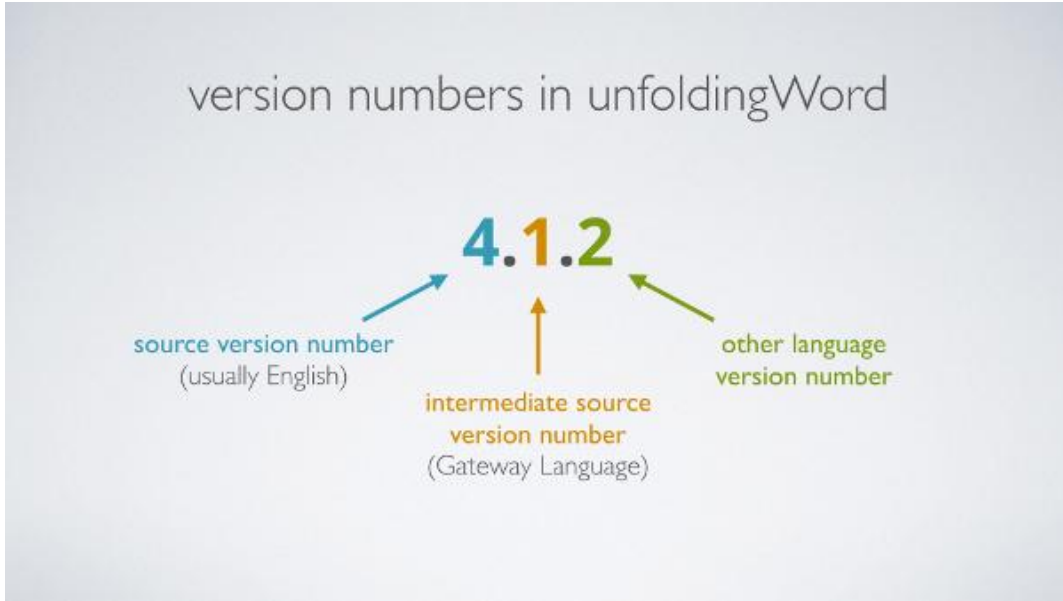 version numbers in unfoldingWord
4.1.2
source version number
(usually English)
intermediate source
version number
(Gateway Language)
other language
version number